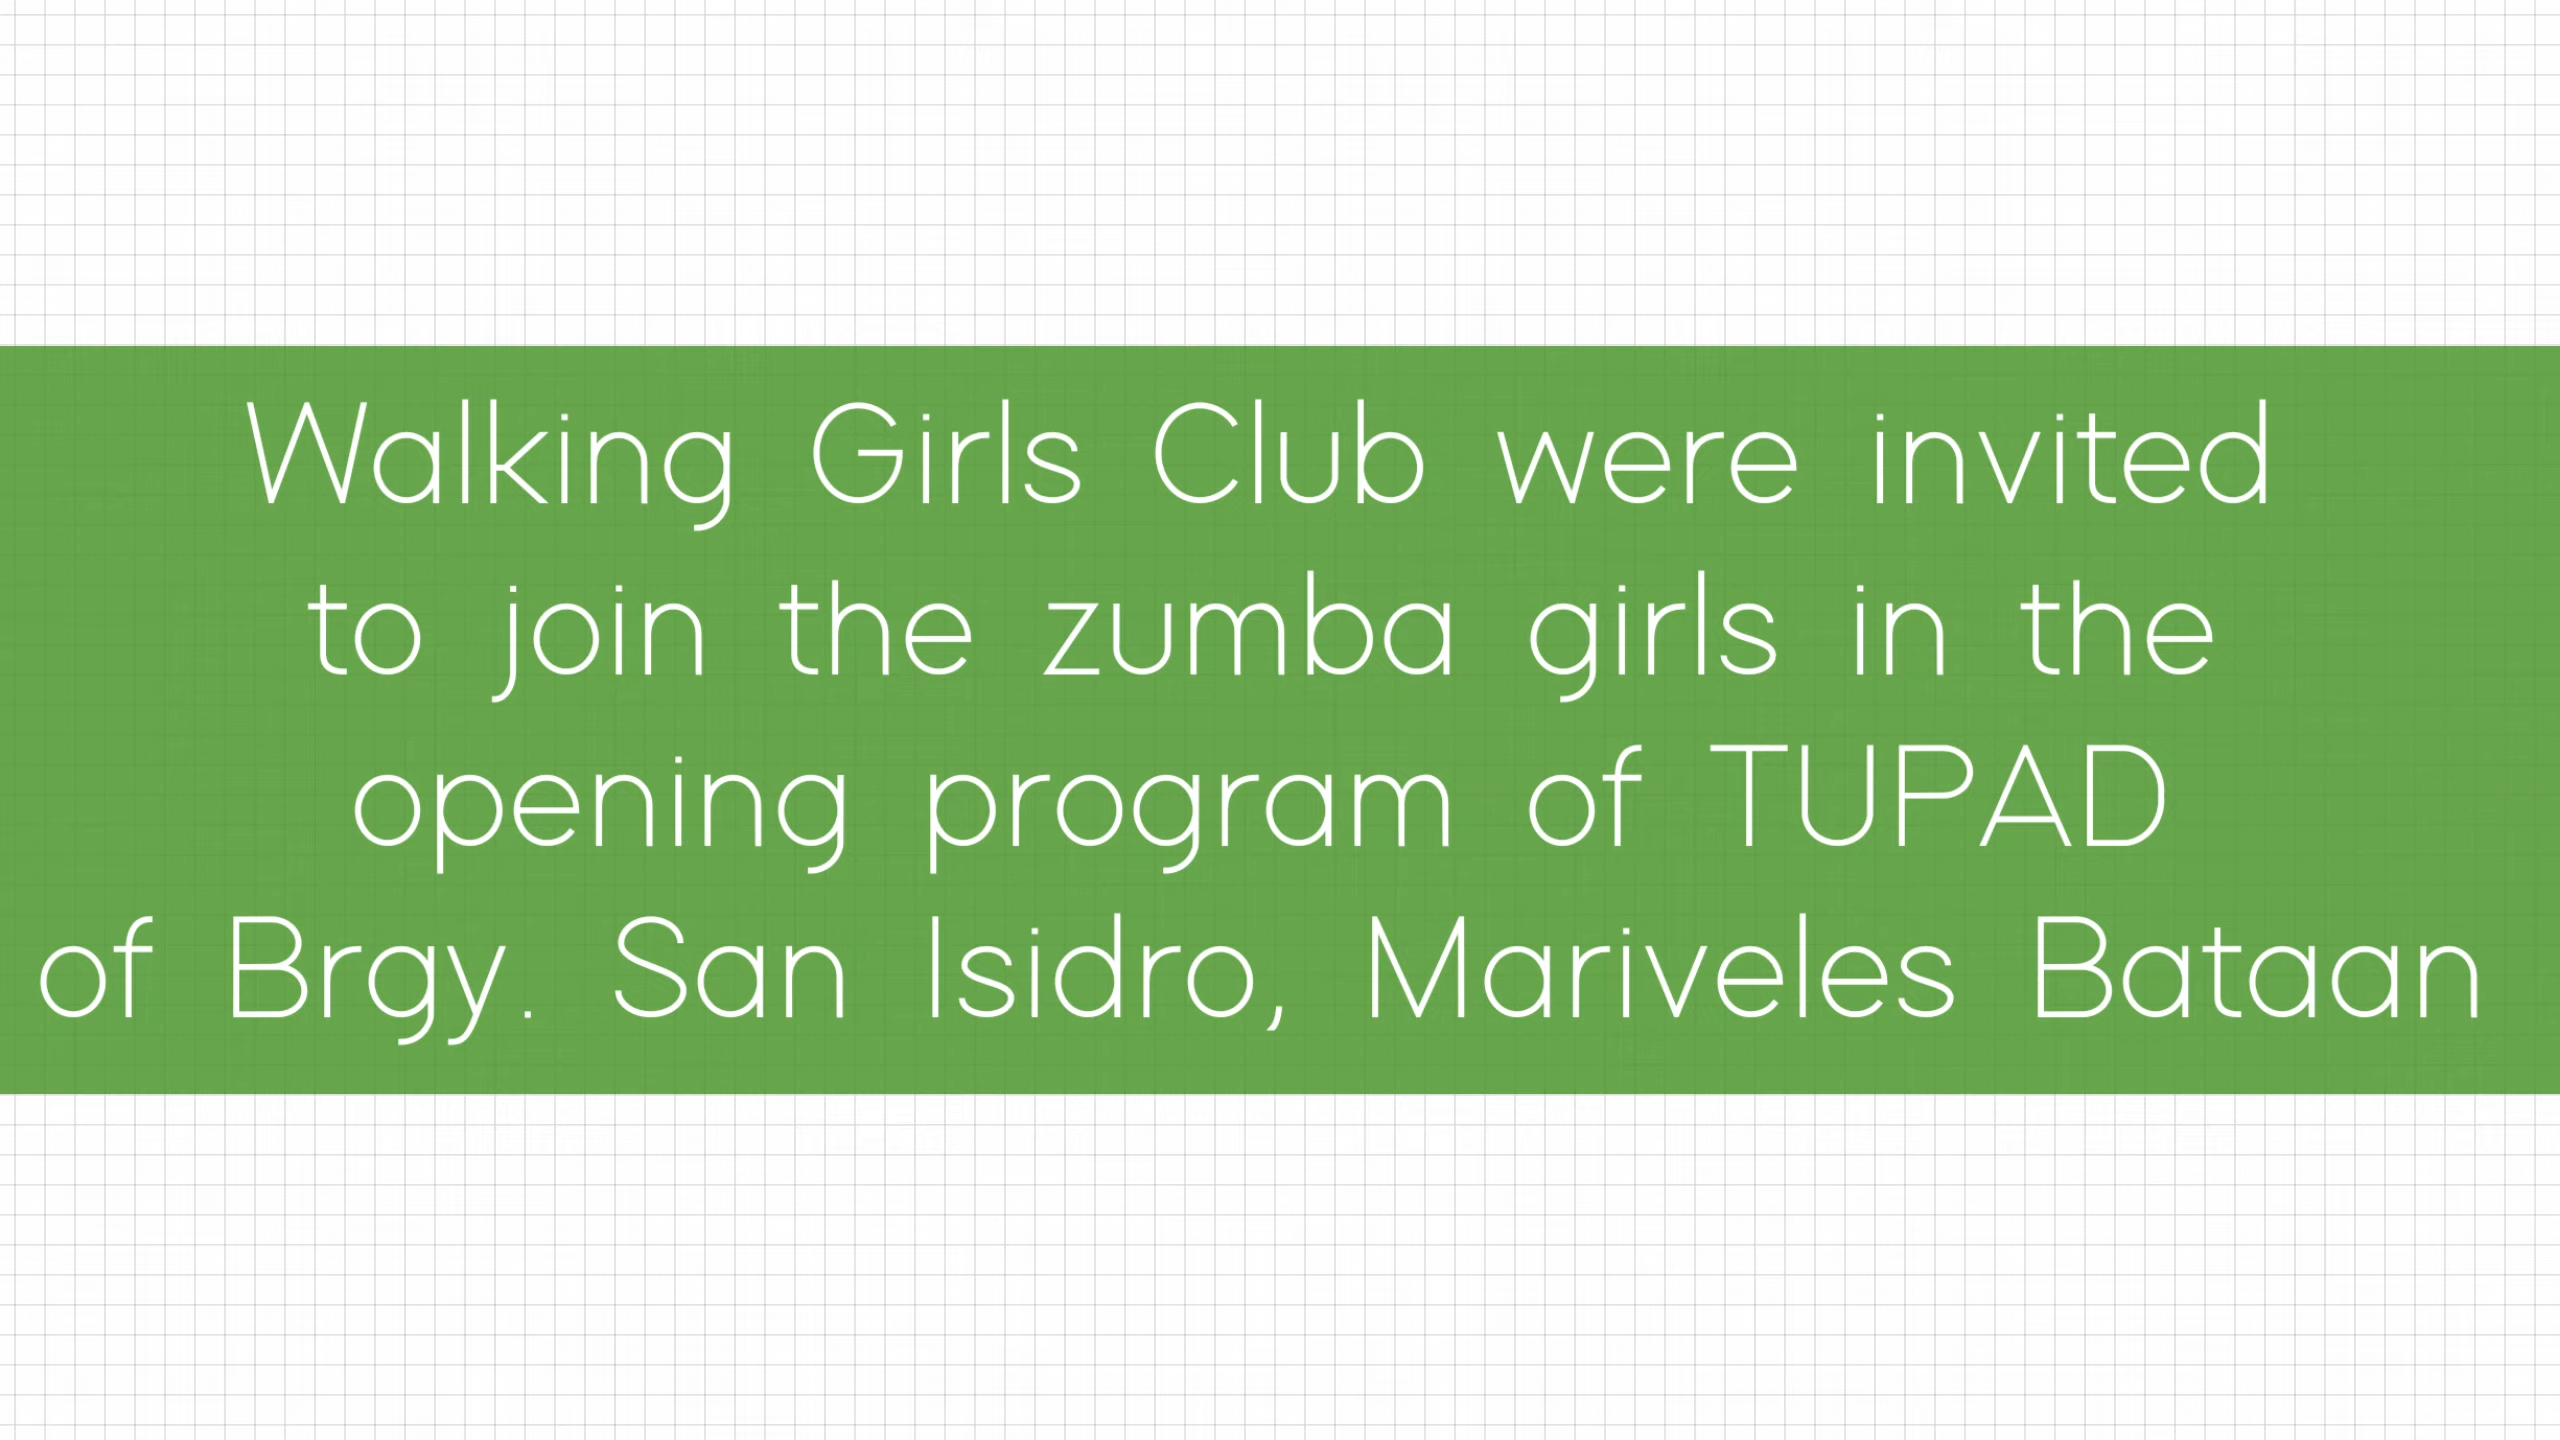 Walking Girls Club were invited
to join the zumba girls in the
opening program of TUPAD
of Brgy. San Isidro, Mariveles Bataan